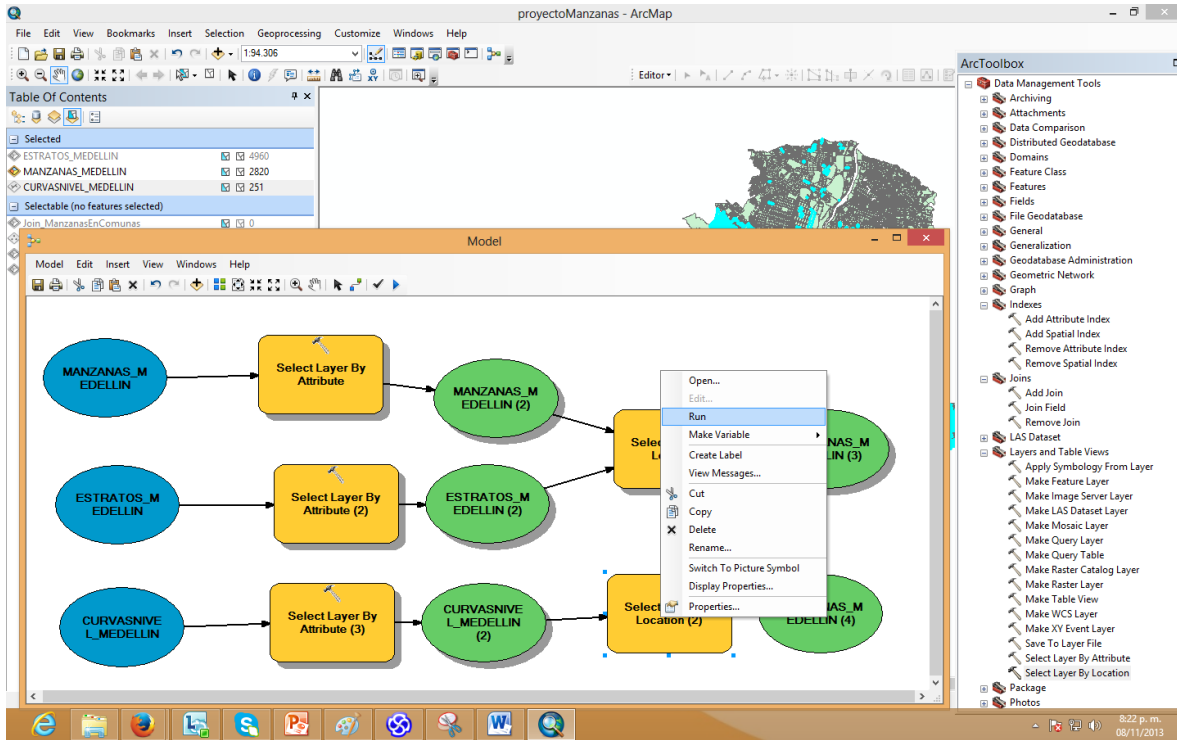 proyectoManzanas - ArcMap
File Edit View Bookmarks Insert Selection Geoprocessing Customize Windows Help
1:94.306
Editor
Table Of Contents
Selected
ESTRATOS_MEDELLIN 4960
MANZANAS_MEDELLIN 2820
CURVASNIVEL_MEDELLIN 251
Selectable (no features selected)
Join_ManzanasEnComunas 0
Model
Model Edit Insert View Windows Help
MANZANAS_M
EDELLIN
Select Layer By
Attribute
MANZANAS_M
EDELLIN (2)
ESTRATOS_M
EDELLIN
Select Layer By
Attribute (2)
ESTRATOS_M
EDELLIN (2)
CURVASNIVE
L_MEDELLIN
Select Layer By
Attribute (3)
CURVASNIVE
L_MEDELLIN
(2)
Selec
Lo
NAS_M
LIN (3)
Select
Location (2)
NAS_M
EDELLIN (4)
Open...
Edit...
Run
Make Variable
Create Label
View Messages...
Cut
Copy
Delete
Rename...
Switch To Picture Symbol
Display Properties...
Properties...
ArcToolbox
Data Management Tools
Archiving
Attachments
Data Comparison
Distributed Geodatabase
Domains
Feature Class
Features
Fields
File Geodatabase
General
Generalization
Geodatabase Administration
Geometric Network
Graph
Indexes
Add Attribute Index
Add Spatial Index
Remove Attribute Index
Remove Spatial Index
Joins
Add Join
Join Field
Remove Join
LAS Dataset
Layers and Table Views
Apply Symbology From Layer
Make Feature Layer
Make Image Server Layer
Make LAS Dataset Layer
Make Mosaic Layer
Make Query Layer
Make Query Table
Make Raster Catalog Layer
Make Raster Layer
Make Table View
Make WCS Layer
Make XY Event Layer
Save To Layer File
Select Layer By Attribute
Select Layer By Location
Package
Photos
8:22 p. m.
08/11/2013